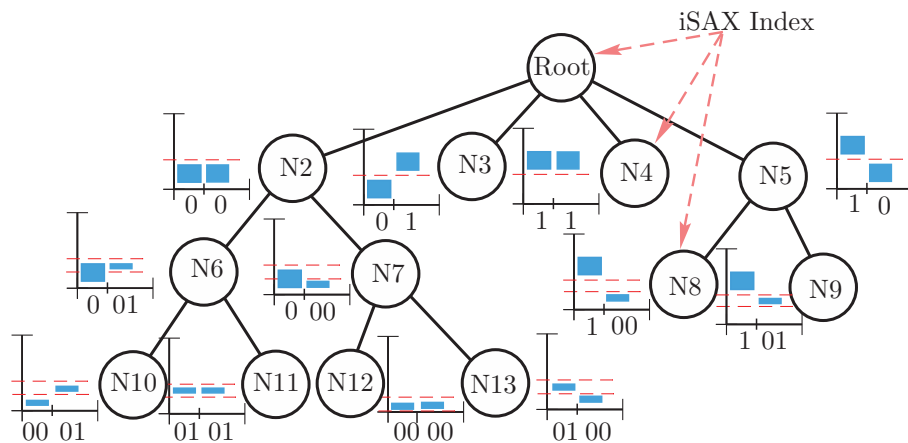 iSAX Index
Root
N2
N3
N4
N5
0 0
0 1
1 1
1 0
N6
N7
N8
N9
0 01
0 00
1 00
1 01
N10
N11
N12
N13
00 01
01 01
00 00
01 00